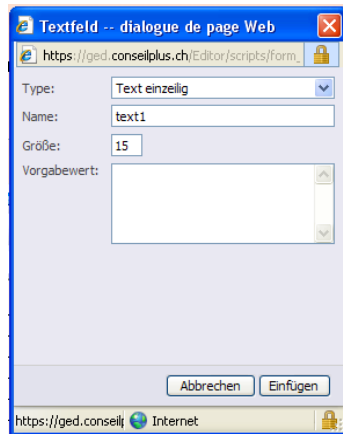 Textfeld -- dialogue de page Web
https://ged.conseilplus.ch/Editor/scripts/form_
Type: Text einzeilig
Name: text1
Größe: 15
Vorgabewert:
Abbrechen Einfügen
https://ged.conseilp Internet